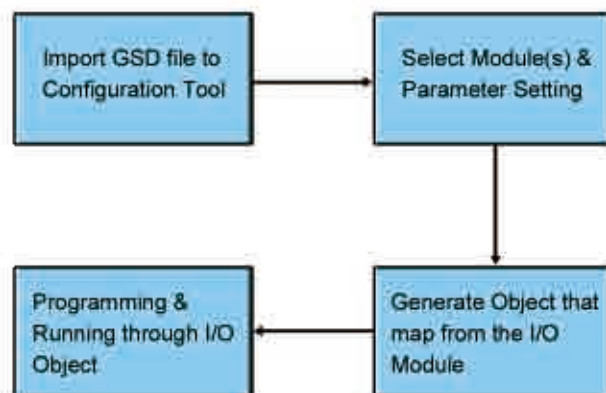 Import GSD file to
Configuration Tool
Select Module(s) &
Parameter Setting
Generate Object that
map from the I/O
Module
Programming &
Running through I/O
Object